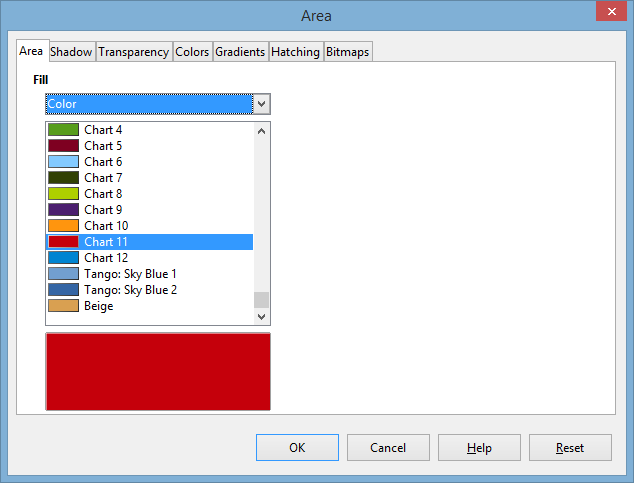 Area
Area Shadow Transparency Colors Gradients Hatching Bitmaps
Fill
Color
Chart 4
Chart 5
Chart 6
Chart 7
Chart 8
Chart 9
Chart 10
Chart 11
Chart 12
Tango: Sky Blue 1
Tango: Sky Blue 2
Beige
OK Cancel Help Reset